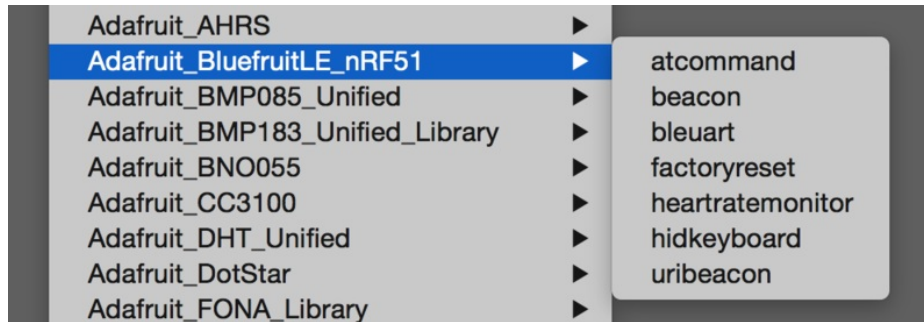 Adafruit_AHRS
Adafruit_BluefruitLE_nRF51
Adafruit_BMP085_Unified
Adafruit_BMP183_Unified_Library
Adafruit_BNO055
Adafruit_CC3100
Adafruit_DHT_Unified
Adafruit_DotStar
Adafruit_FONA_Library
atcommand
beacon
bleuart
factoryreset
heartratemonitor
hidkeyboard
uribeacon